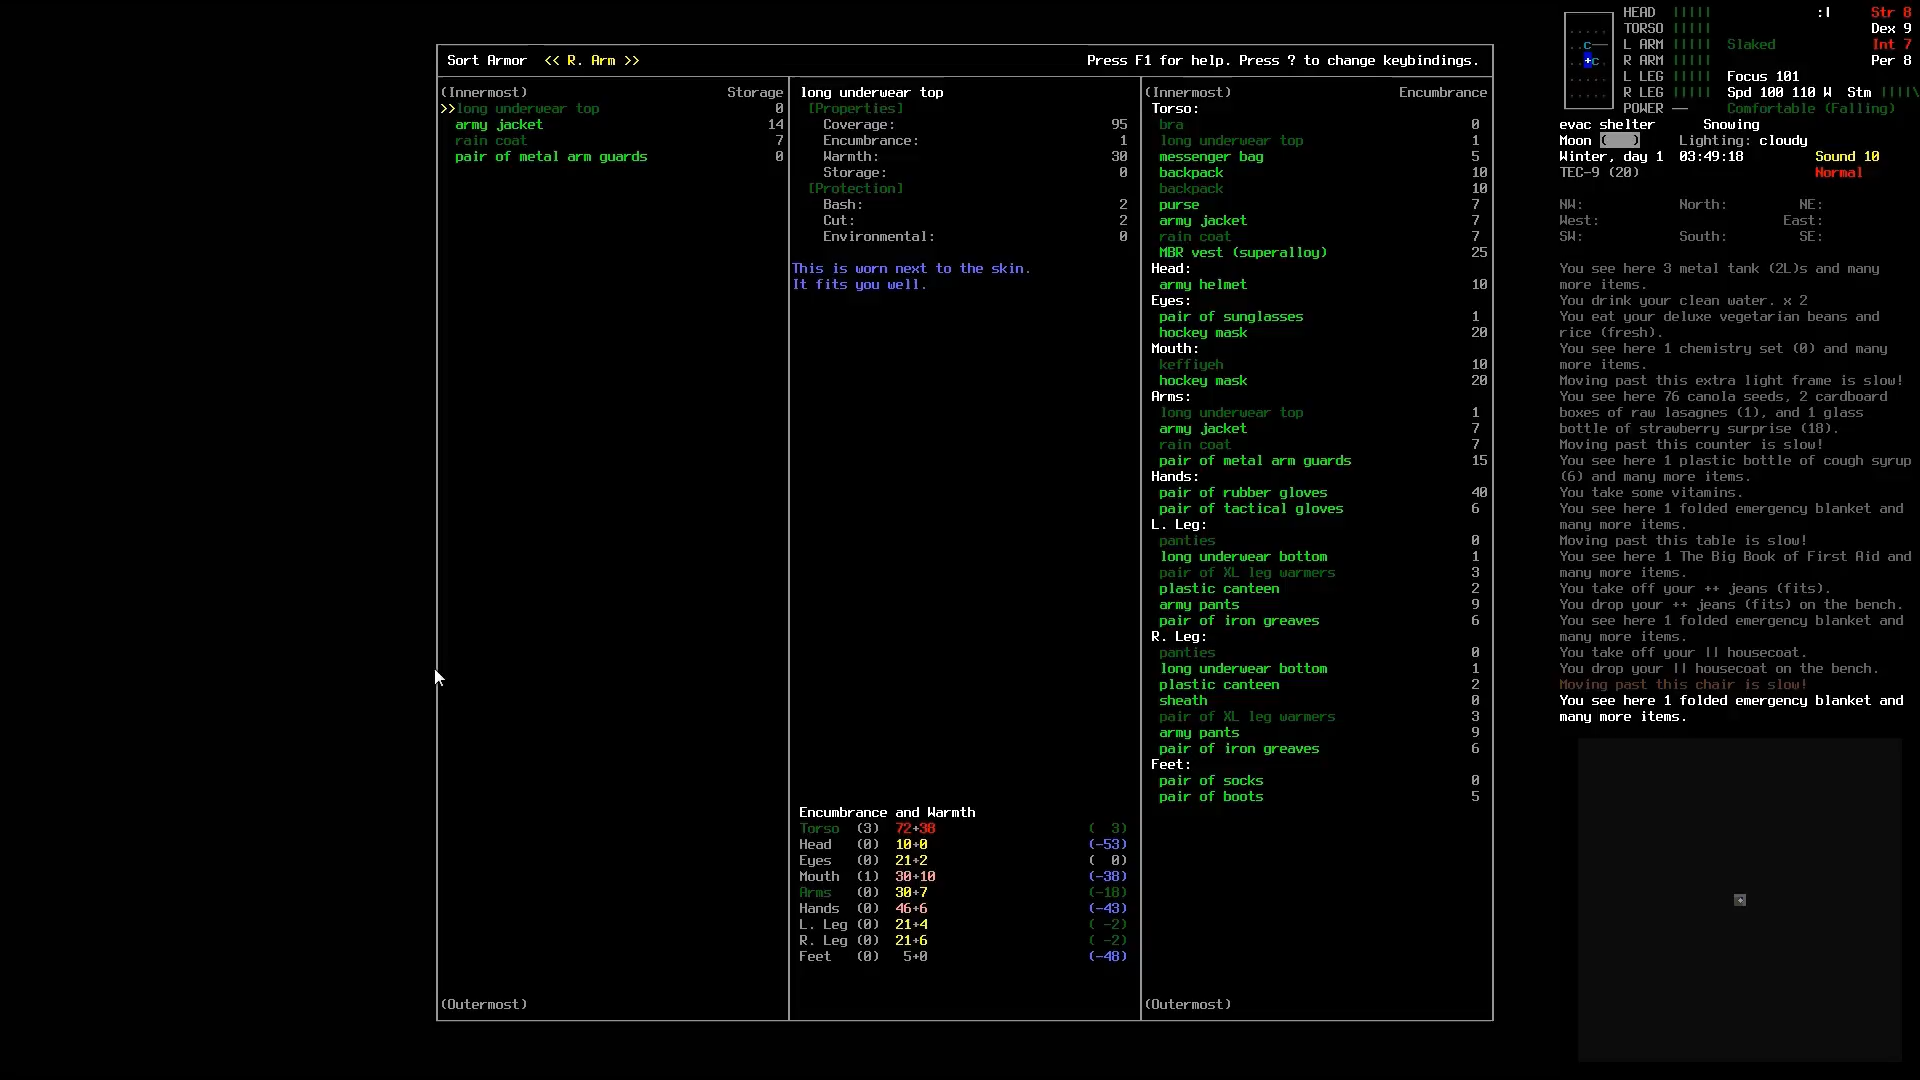 Sort Armor << R. Arm >> Press F1 for help. Press ? to change keybindings.
(Innermost) Storage
>>long underwear top 0
army jacket 14
rain coat 7
pair of metal arm guards 0
(Outermost)
long underwear top
[Properties]
Coverage: 95
Encumbrance: 1
Warmth: 30
Storage: 0
[Protection]
Bash: 2
Cut: 2
Environmental: 0
This is worn next to the skin.
It fits you well.
Encumbrance and Warmth
Torso (3) 72+38 ( 3)
Head (0) 10+0 (-53)
Eyes (0) 21+2 ( 0)
Mouth (1) 30+10 (-38)
Arms (0) 30+7 (-18)
Hands (0) 46+6 (-43)
L. Leg (0) 21+4 ( -2)
R. Leg (0) 21+6 ( -2)
Feet (0) 5+0 (-48)
(Innermost) Encumbrance
Torso:
bra 0
long underwear top 1
messenger bag 5
backpack 10
backpack 10
purse 7
army jacket 7
rain coat 7
MBR vest (superalloy) 25
Head:
army helmet 10
Eyes:
pair of sunglasses 1
hockey mask 20
Mouth:
keffiyeh 10
hockey mask 20
Arms:
long underwear top 1
army jacket 7
rain coat 7
pair of metal arm guards 15
Hands:
pair of rubber gloves 40
pair of tactical gloves 6
L. Leg:
panties 0
long underwear bottom 1
pair of XL leg warmers 3
plastic canteen 2
army pants 9
pair of iron greaves 6
R. Leg:
panties 0
long underwear bottom 1
plastic canteen 2
sheath 0
pair of XL leg warmers 3
army pants 9
pair of iron greaves 6
Feet:
pair of socks 0
pair of boots 5
(Outermost)
HEAD ||||| :| Str 8
TORSO ||||| Dex 9
L ARM ||||| Slaked Int 7
R ARM ||||| Per 8
L LEG ||||| Focus 101
R LEG ||||| Spd 100 110 W Stm ||||\
POWER — Comfortable (Falling)
evac shelter Snowing
Moon ( ) Lighting: cloudy
Winter, day 1 03:49:18 Sound 10
TEC-9 (20) Normal
NW: North: NE:
West: East:
SW: South: SE:
You see here 3 metal tank (2L)s and many
more items.
You drink your clean water. x 2
You eat your deluxe vegetarian beans and
rice (fresh).
You see here 1 chemistry set (0) and many
more items.
Moving past this extra light frame is slow!
You see here 76 canola seeds, 2 cardboard
boxes of raw lasagnes (1), and 1 glass
bottle of strawberry surprise (18).
Moving past this counter is slow!
You see here 1 plastic bottle of cough syrup
(6) and many more items.
You take some vitamins.
You see here 1 folded emergency blanket and
many more items.
Moving past this table is slow!
You see here 1 The Big Book of First Aid and
many more items.
You take off your ++ jeans (fits).
You drop your ++ jeans (fits) on the bench.
You see here 1 folded emergency blanket and
many more items.
You take off your || housecoat.
You drop your || housecoat on the bench.
Moving past this chair is slow!
You see here 1 folded emergency blanket and
many more items.